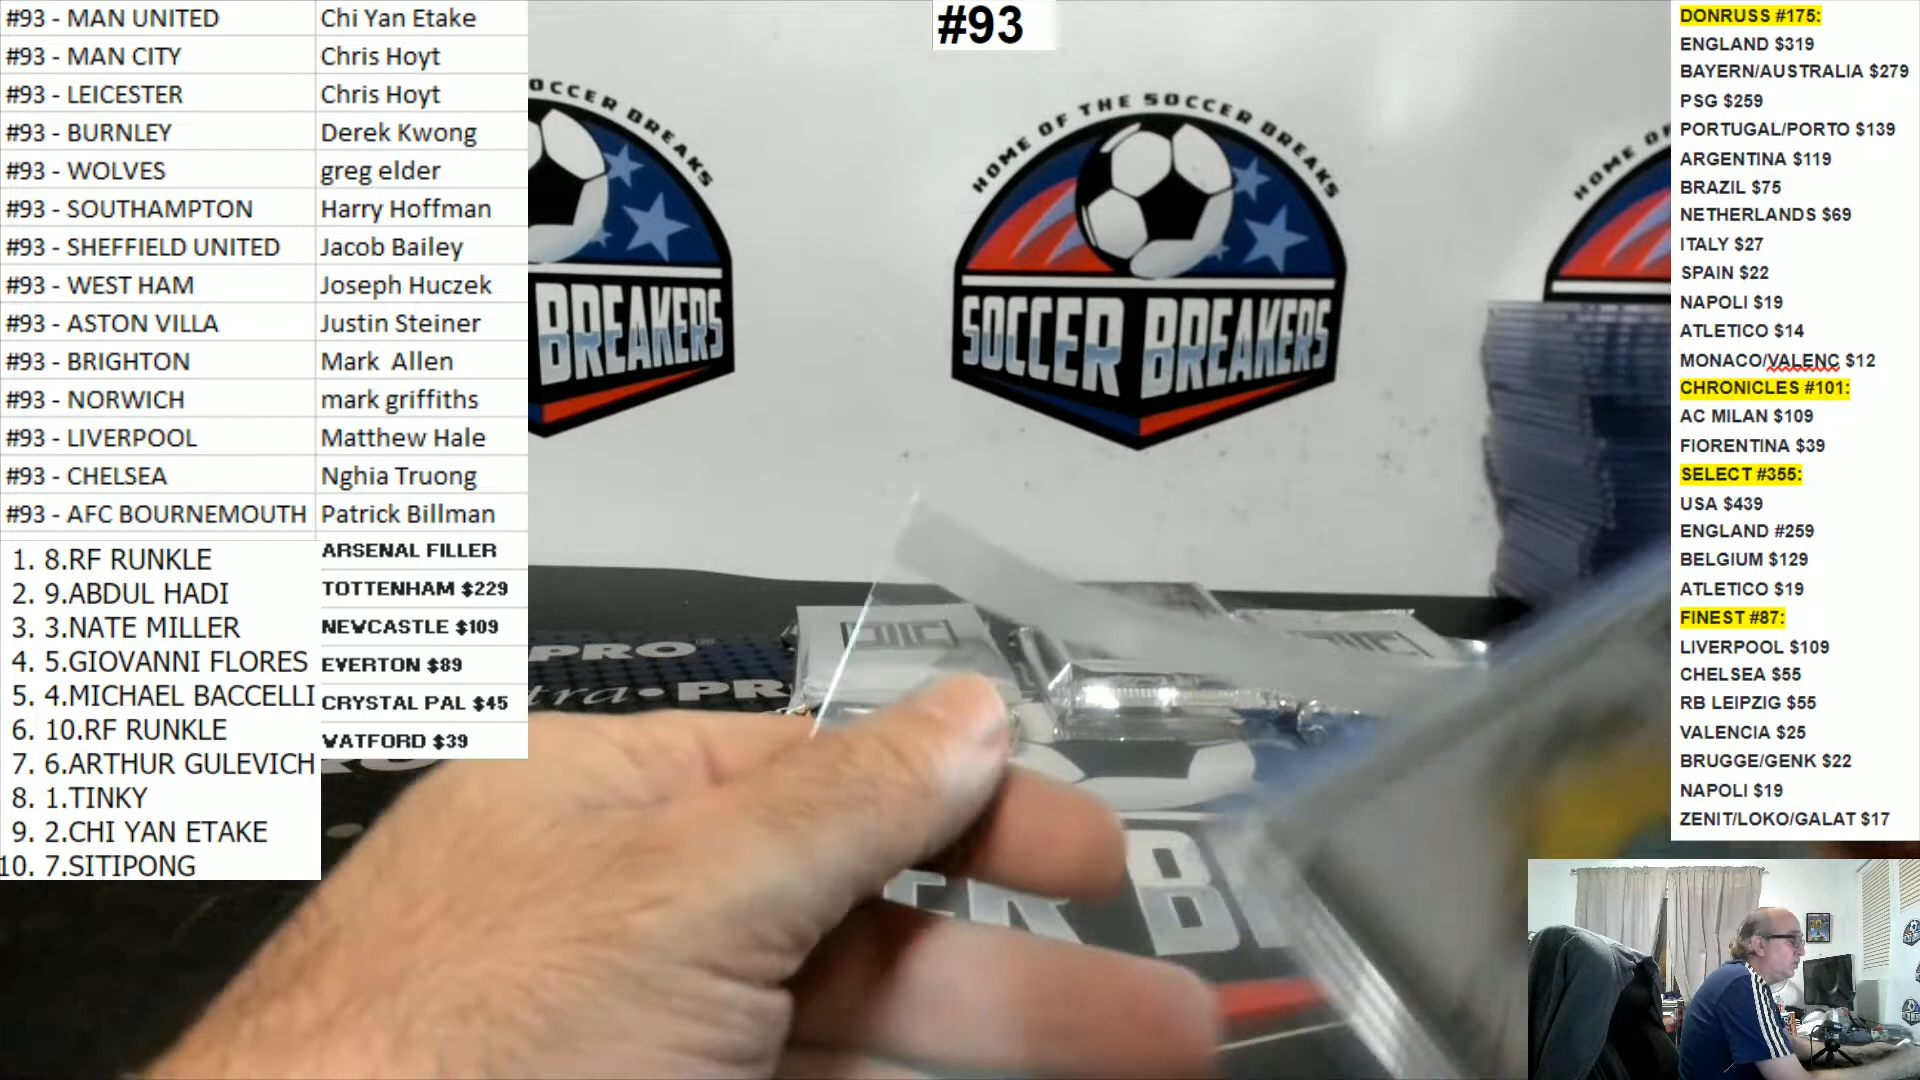 #93 - MAN UNITED Chi Yan Etake
#93 - MAN CITY Chris Hoyt
#93 - LEICESTER Chris Hoyt
#93 - BURNLEY Derek Kwong
#93 - WOLVES greg elder
#93 - SOUTHAMPTON Harry Hoffman
#93 - SHEFFIELD UNITED Jacob Bailey
#93 - WEST HAM Joseph Huczek
#93 - ASTON VILLA Justin Steiner
#93 - BRIGHTON Mark Allen
#93 - NORWICH mark griffiths
#93 - LIVERPOOL Matthew Hale
#93 - CHELSEA Nghia Truong
#93 - AFC BOURNEMOUTH Patrick Billman
1. 8.RF RUNKLE
2. 9.ABDUL HADI
3. 3.NATE MILLER
4. 5.GIOVANNI FLORES
5. 4.MICHAEL BACCELLI
6. 10.RF RUNKLE
7. 6.ARTHUR GULEVICH
8. 1.TINKY
9. 2.CHI YAN ETAKE
10. 7.SITIPONG
ARSENAL FILLER
TOTTENHAM $229
NEWCASTLE $109
EVERTON $89
CRYSTAL PAL $45
WATFORD $39
#93
OCCER BREAKS
BREAKERS
HOME OF THE SOCCER BREAKS
SOCCER BREAKERS
HOME OF
PRO
tra • PR
ER BR
DONRUSS #175:
ENGLAND $319
BAYERN/AUSTRALIA $279
PSG $259
PORTUGAL/PORTO $139
ARGENTINA $119
BRAZIL $75
NETHERLANDS $69
ITALY $27
SPAIN $22
NAPOLI $19
ATLETICO $14
MONACO/VALENC $12
CHRONICLES #101:
AC MILAN $109
FIORENTINA $39
SELECT #355:
USA $439
ENGLAND #259
BELGIUM $129
ATLETICO $19
FINEST #87:
LIVERPOOL $109
CHELSEA $55
RB LEIPZIG $55
VALENCIA $25
BRUGGE/GENK $22
NAPOLI $19
ZENIT/LOKO/GALAT $17